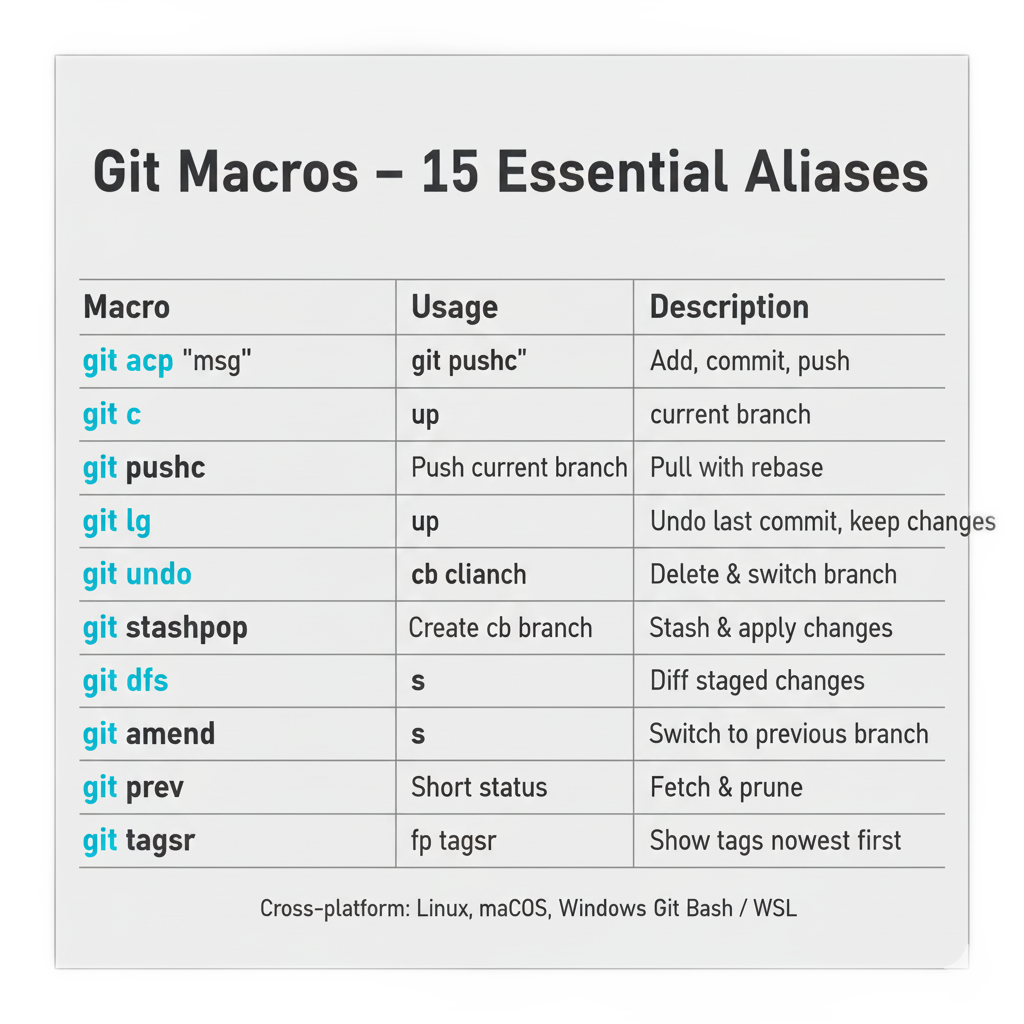 Git Macros – 15 Essential Aliases
Macro Usage Description
git acp "msg" git pushc" Add, commit, push
git c up current branch
git pushc Push current branch Pull with rebase
git lg up Undo last commit, keep changes
git undo cb clianch Delete & switch branch
git stashpop Create cb branch Stash & apply changes
git dfs s Diff staged changes
git amend s Switch to previous branch
git prev Short status Fetch & prune
git tagsr fp tagsr Show tags nowest first
Cross-platform: Linux, maCOS, Windows Git Bash / WSL